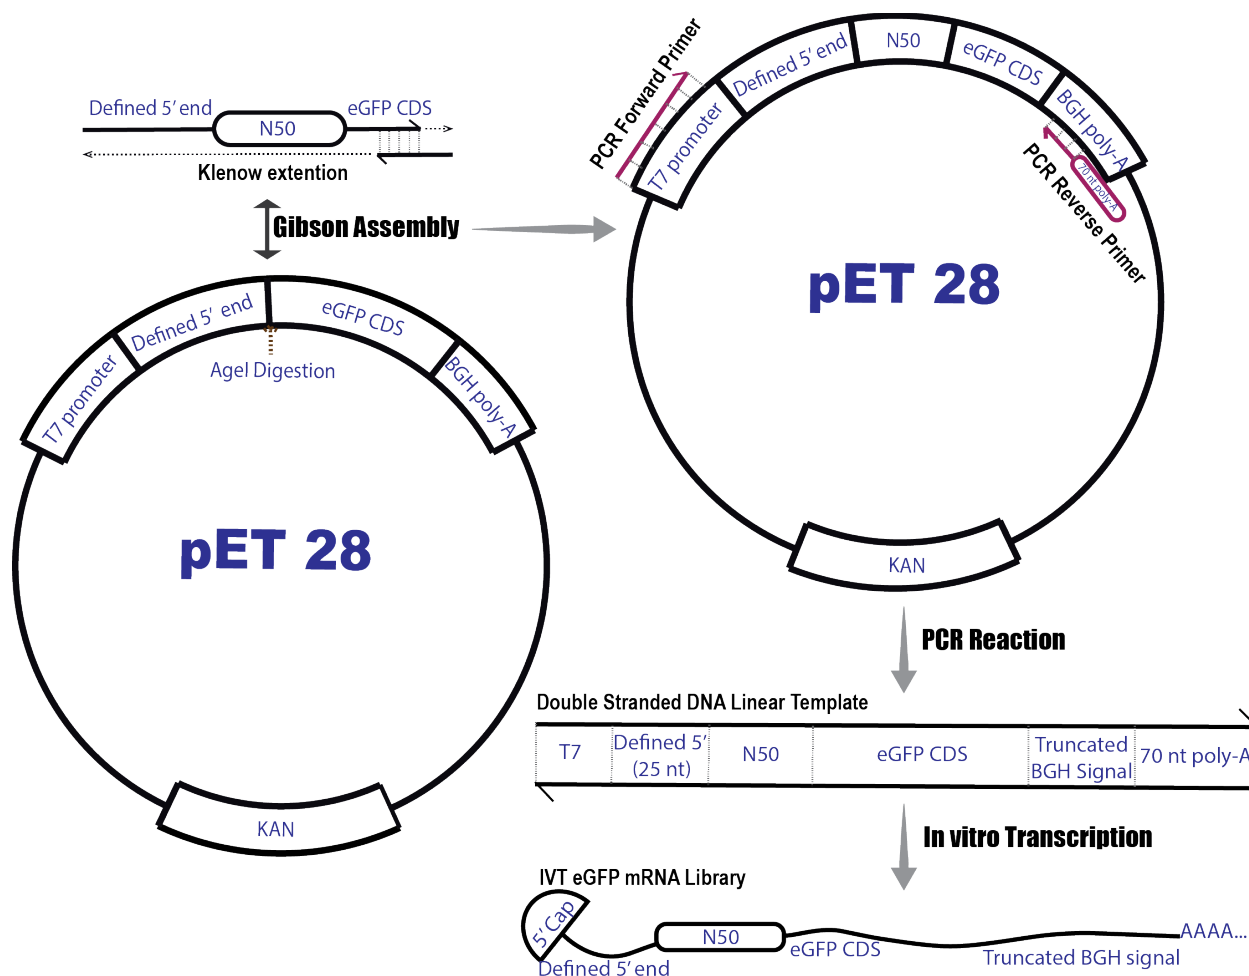 Defined 5' end
eGFP CDS
N50
Klenow extention
Gibson Assembly
T7 promoter
Defined 5' end
eGFP CDS
BGH poly-A
AgeI Digestion
pET 28
KAN
PCR Forward Primer
T7 promoter
Defined 5' end
N50
eGFP CDS
BGH poly-A
70 nt poly-A
PCR Reverse Primer
pET 28
KAN
PCR Reaction
Double Stranded DNA Linear Template
T7
Defined 5'
(25 nt)
N50
eGFP CDS
Truncated
BGH Signal
70 nt poly-A
In vitro Transcription
IVT eGFP mRNA Library
5' Cap
Defined 5' end
N50
eGFP CDS
Truncated BGH signal
AAAA...